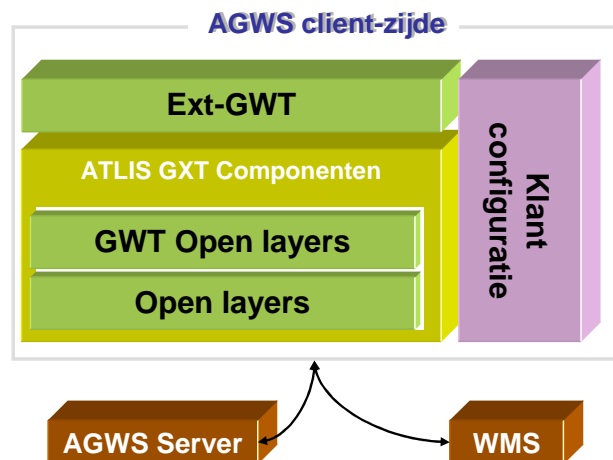 AGWS client-zijde
Ext-GWT
ATLIS GXT Componenten
GWT Open layers
Open layers
Klant
configuratie
AGWS Server
WMS